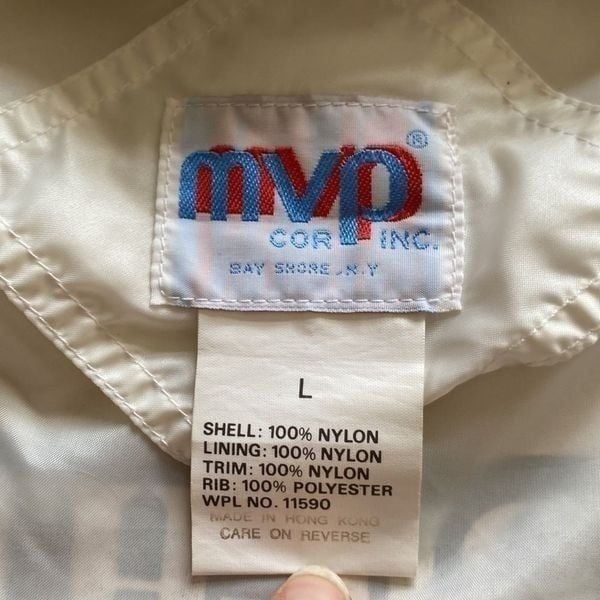 mvp®
COR P INC.
BAY SHORE, N.Y
L
SHELL: 100% NYLON
LINING: 100% NYLON
TRIM: 100% NYLON
RIB: 100% POLYESTER
WPL NO. 11590
MADE IN HONG KONG
CARE ON REVERSE